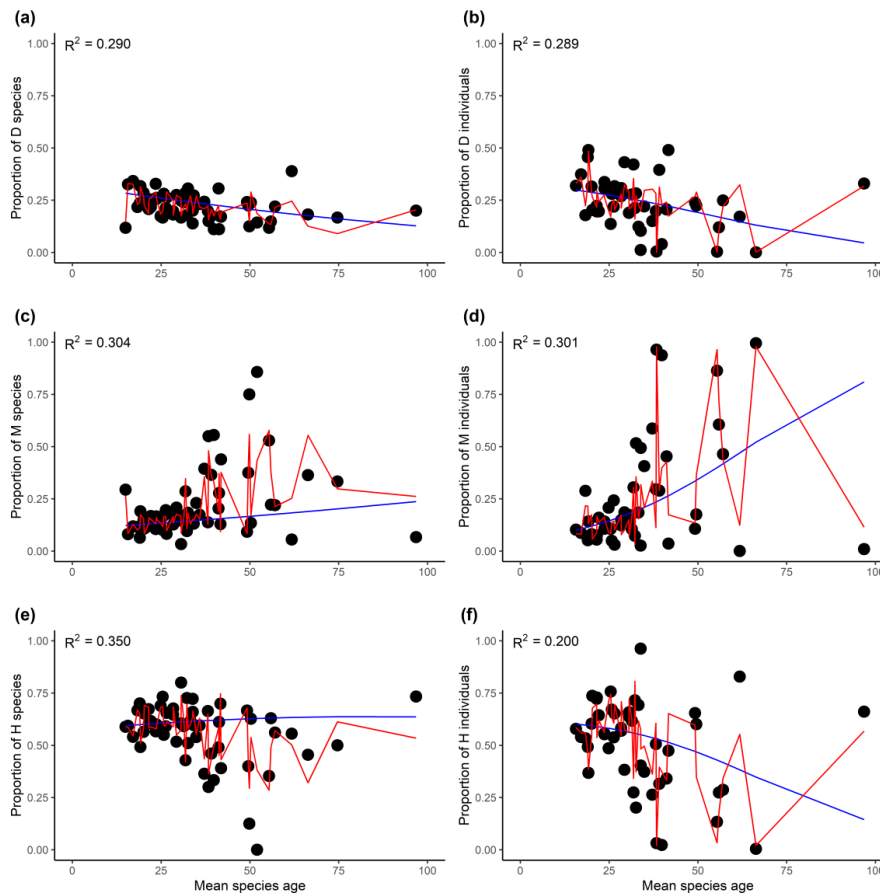 (a)
R² = 0.290
Proportion of D species
1.00
0.75
0.50
0.25
0.00
0 25 50 75 100
(b)
R² = 0.289
Proportion of D individuals
1.00
0.75
0.50
0.25
0.00
0 25 50 75 100
(c)
R² = 0.304
Proportion of M species
1.00
0.75
0.50
0.25
0.00
0 25 50 75 100
(d)
R² = 0.301
Proportion of M individuals
1.00
0.75
0.50
0.25
0.00
0 25 50 75 100
(e)
R² = 0.350
Proportion of H species
1.00
0.75
0.50
0.25
0.00
0 25 50 75 100
Mean species age
(f)
R² = 0.200
Proportion of H individuals
1.00
0.75
0.50
0.25
0.00
0 25 50 75 100
Mean species age